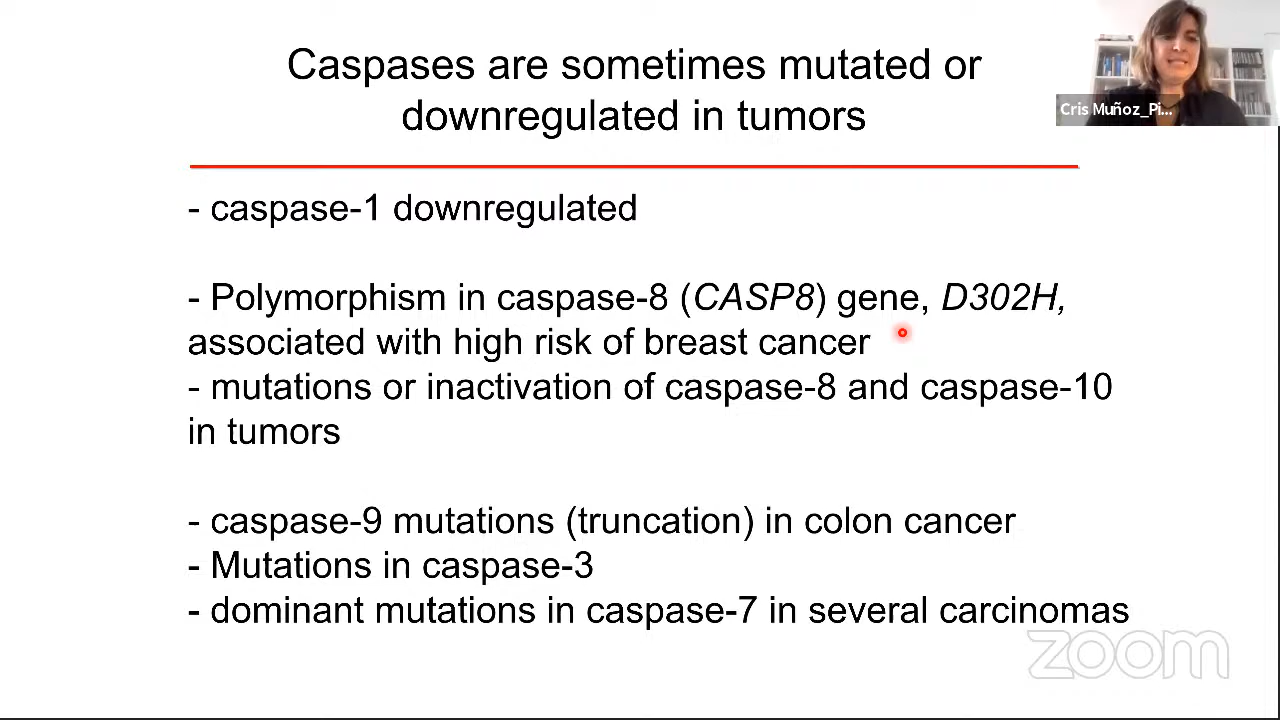 Caspases are sometimes mutated or
downregulated in tumors
Cris Muñoz_Pi...
- caspase-1 downregulated
- Polymorphism in caspase-8 (CASP8) gene, D302H,
associated with high risk of breast cancer
- mutations or inactivation of caspase-8 and caspase-10
in tumors
- caspase-9 mutations (truncation) in colon cancer
- Mutations in caspase-3
- dominant mutations in caspase-7 in several carcinomas
zoom